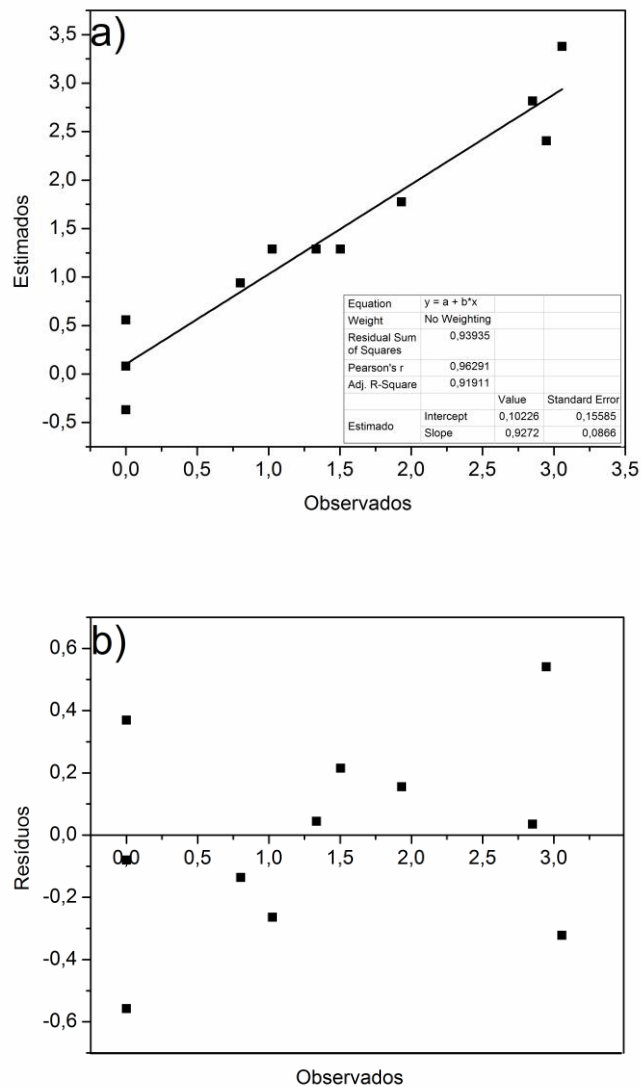 a)
3,5
3,0
2,5
2,0
1,5
1,0
0,5
0,0
-0,5
Estimados
Equation y = a + b*x
Weight No Weighting
Residual Sum of Squares 0,93935
Pearson's r 0,96291
Adj. R-Square 0,91911
Value Standard Error
Estimado Intercept 0,10226 0,15585
Slope 0,9272 0,0866
0,0 0,5 1,0 1,5 2,0 2,5 3,0 3,5
Observados
b)
0,6
0,4
0,2
0,0
-0,2
-0,4
-0,6
Resíduos
0,0 0,5 1,0 1,5 2,0 2,5 3,0
Observados